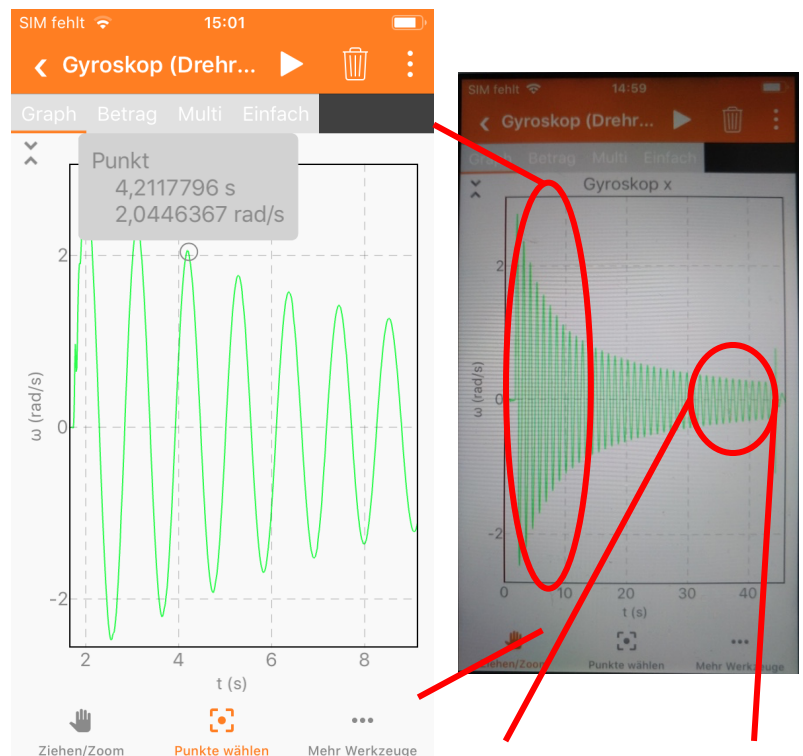 SIM fehlt 15:01
Gyroskop (Drehr...
Graph Betrag Multi Einfach
Punkt
4,2117796 s
2,0446367 rad/s
2
0
-2
ω (rad/s)
2 4 6 8
t (s)
Ziehen/Zoom Punkte wählen Mehr Werkzeuge
SIM fehlt 14:59
Gyroskop (Drehr...
Graph Betrag Multi Einfach
Gyroskop x
2
0
-2
ω (rad/s)
0 10 20 30 40
t (s)
Ziehen/Zoom Punkte wählen Mehr Werkzeuge